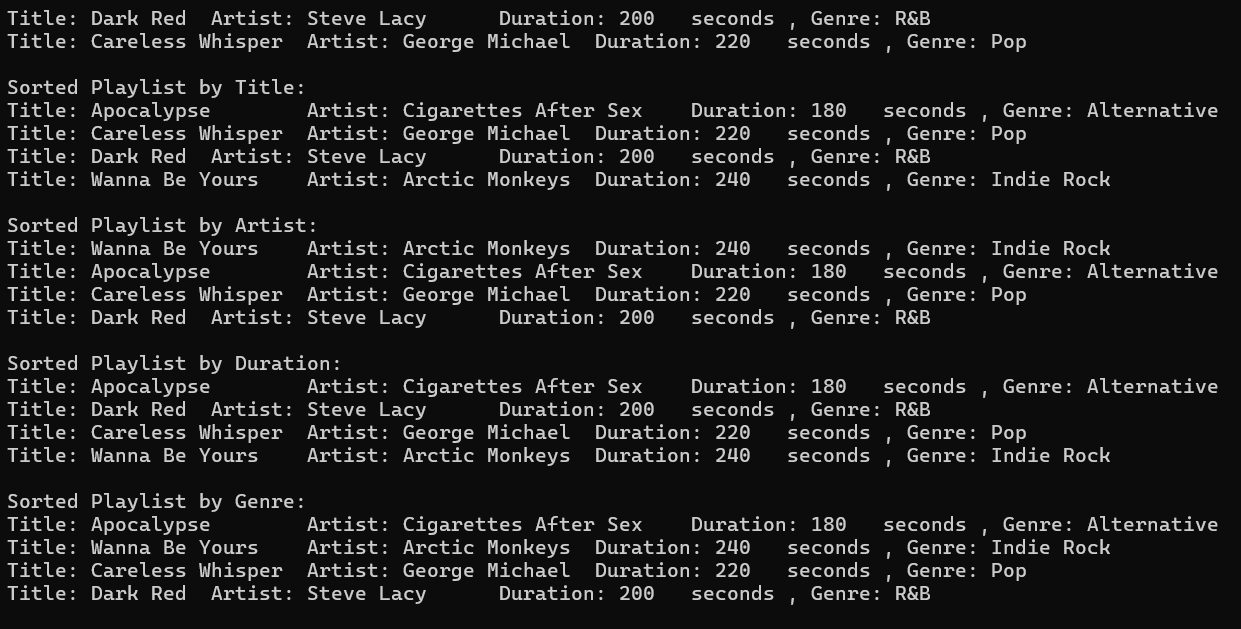 Title: Dark Red  Artist: Steve Lacy      Duration: 200   seconds , Genre: R&B
Title: Careless Whisper  Artist: George Michael  Duration: 220   seconds , Genre: Pop

Sorted Playlist by Title:
Title: Apocalypse        Artist: Cigarettes After Sex    Duration: 180   seconds , Genre: Alternative
Title: Careless Whisper  Artist: George Michael  Duration: 220   seconds , Genre: Pop
Title: Dark Red  Artist: Steve Lacy      Duration: 200   seconds , Genre: R&B
Title: Wanna Be Yours    Artist: Arctic Monkeys  Duration: 240   seconds , Genre: Indie Rock

Sorted Playlist by Artist:
Title: Wanna Be Yours    Artist: Arctic Monkeys  Duration: 240   seconds , Genre: Indie Rock
Title: Apocalypse        Artist: Cigarettes After Sex    Duration: 180   seconds , Genre: Alternative
Title: Careless Whisper  Artist: George Michael  Duration: 220   seconds , Genre: Pop
Title: Dark Red  Artist: Steve Lacy      Duration: 200   seconds , Genre: R&B

Sorted Playlist by Duration:
Title: Apocalypse        Artist: Cigarettes After Sex    Duration: 180   seconds , Genre: Alternative
Title: Dark Red  Artist: Steve Lacy      Duration: 200   seconds , Genre: R&B
Title: Careless Whisper  Artist: George Michael  Duration: 220   seconds , Genre: Pop
Title: Wanna Be Yours    Artist: Arctic Monkeys  Duration: 240   seconds , Genre: Indie Rock

Sorted Playlist by Genre:
Title: Apocalypse        Artist: Cigarettes After Sex    Duration: 180   seconds , Genre: Alternative
Title: Wanna Be Yours    Artist: Arctic Monkeys  Duration: 240   seconds , Genre: Indie Rock
Title: Careless Whisper  Artist: George Michael  Duration: 220   seconds , Genre: Pop
Title: Dark Red  Artist: Steve Lacy      Duration: 200   seconds , Genre: R&B